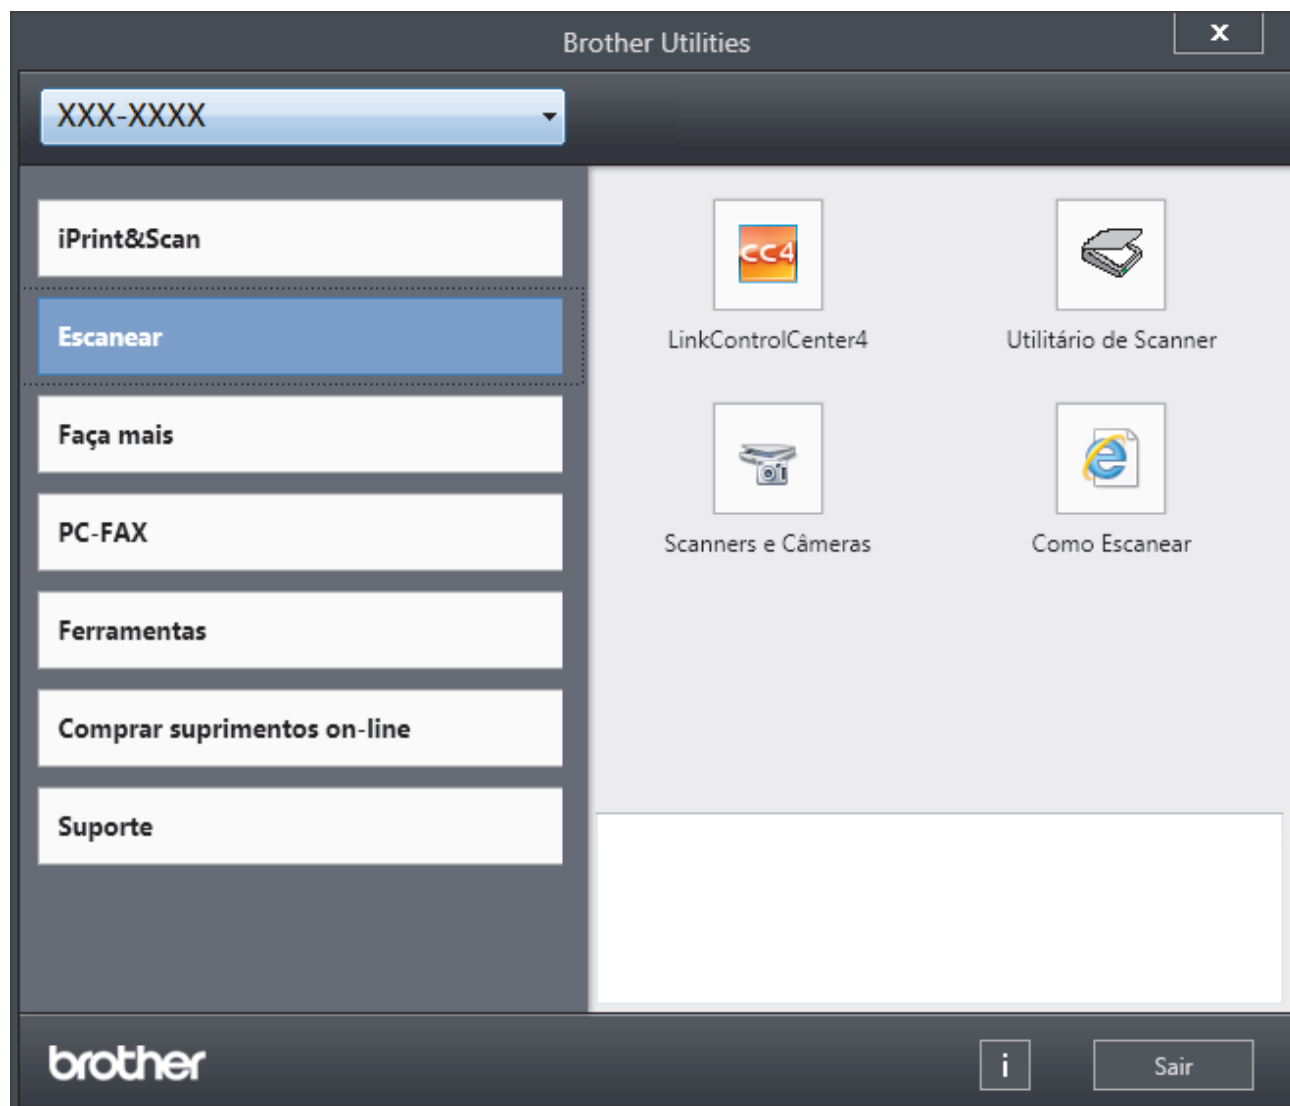 Brother Utilities
x
XXX-XXXX
iPrint&Scan
Escanear
Faça mais
PC-FAX
Ferramentas
Comprar suprimentos on-line
Suporte
CC4
LinkControlCenter4
Utilitário de Scanner
Scanners e Câmeras
Como Escanear
brother
i
Sair